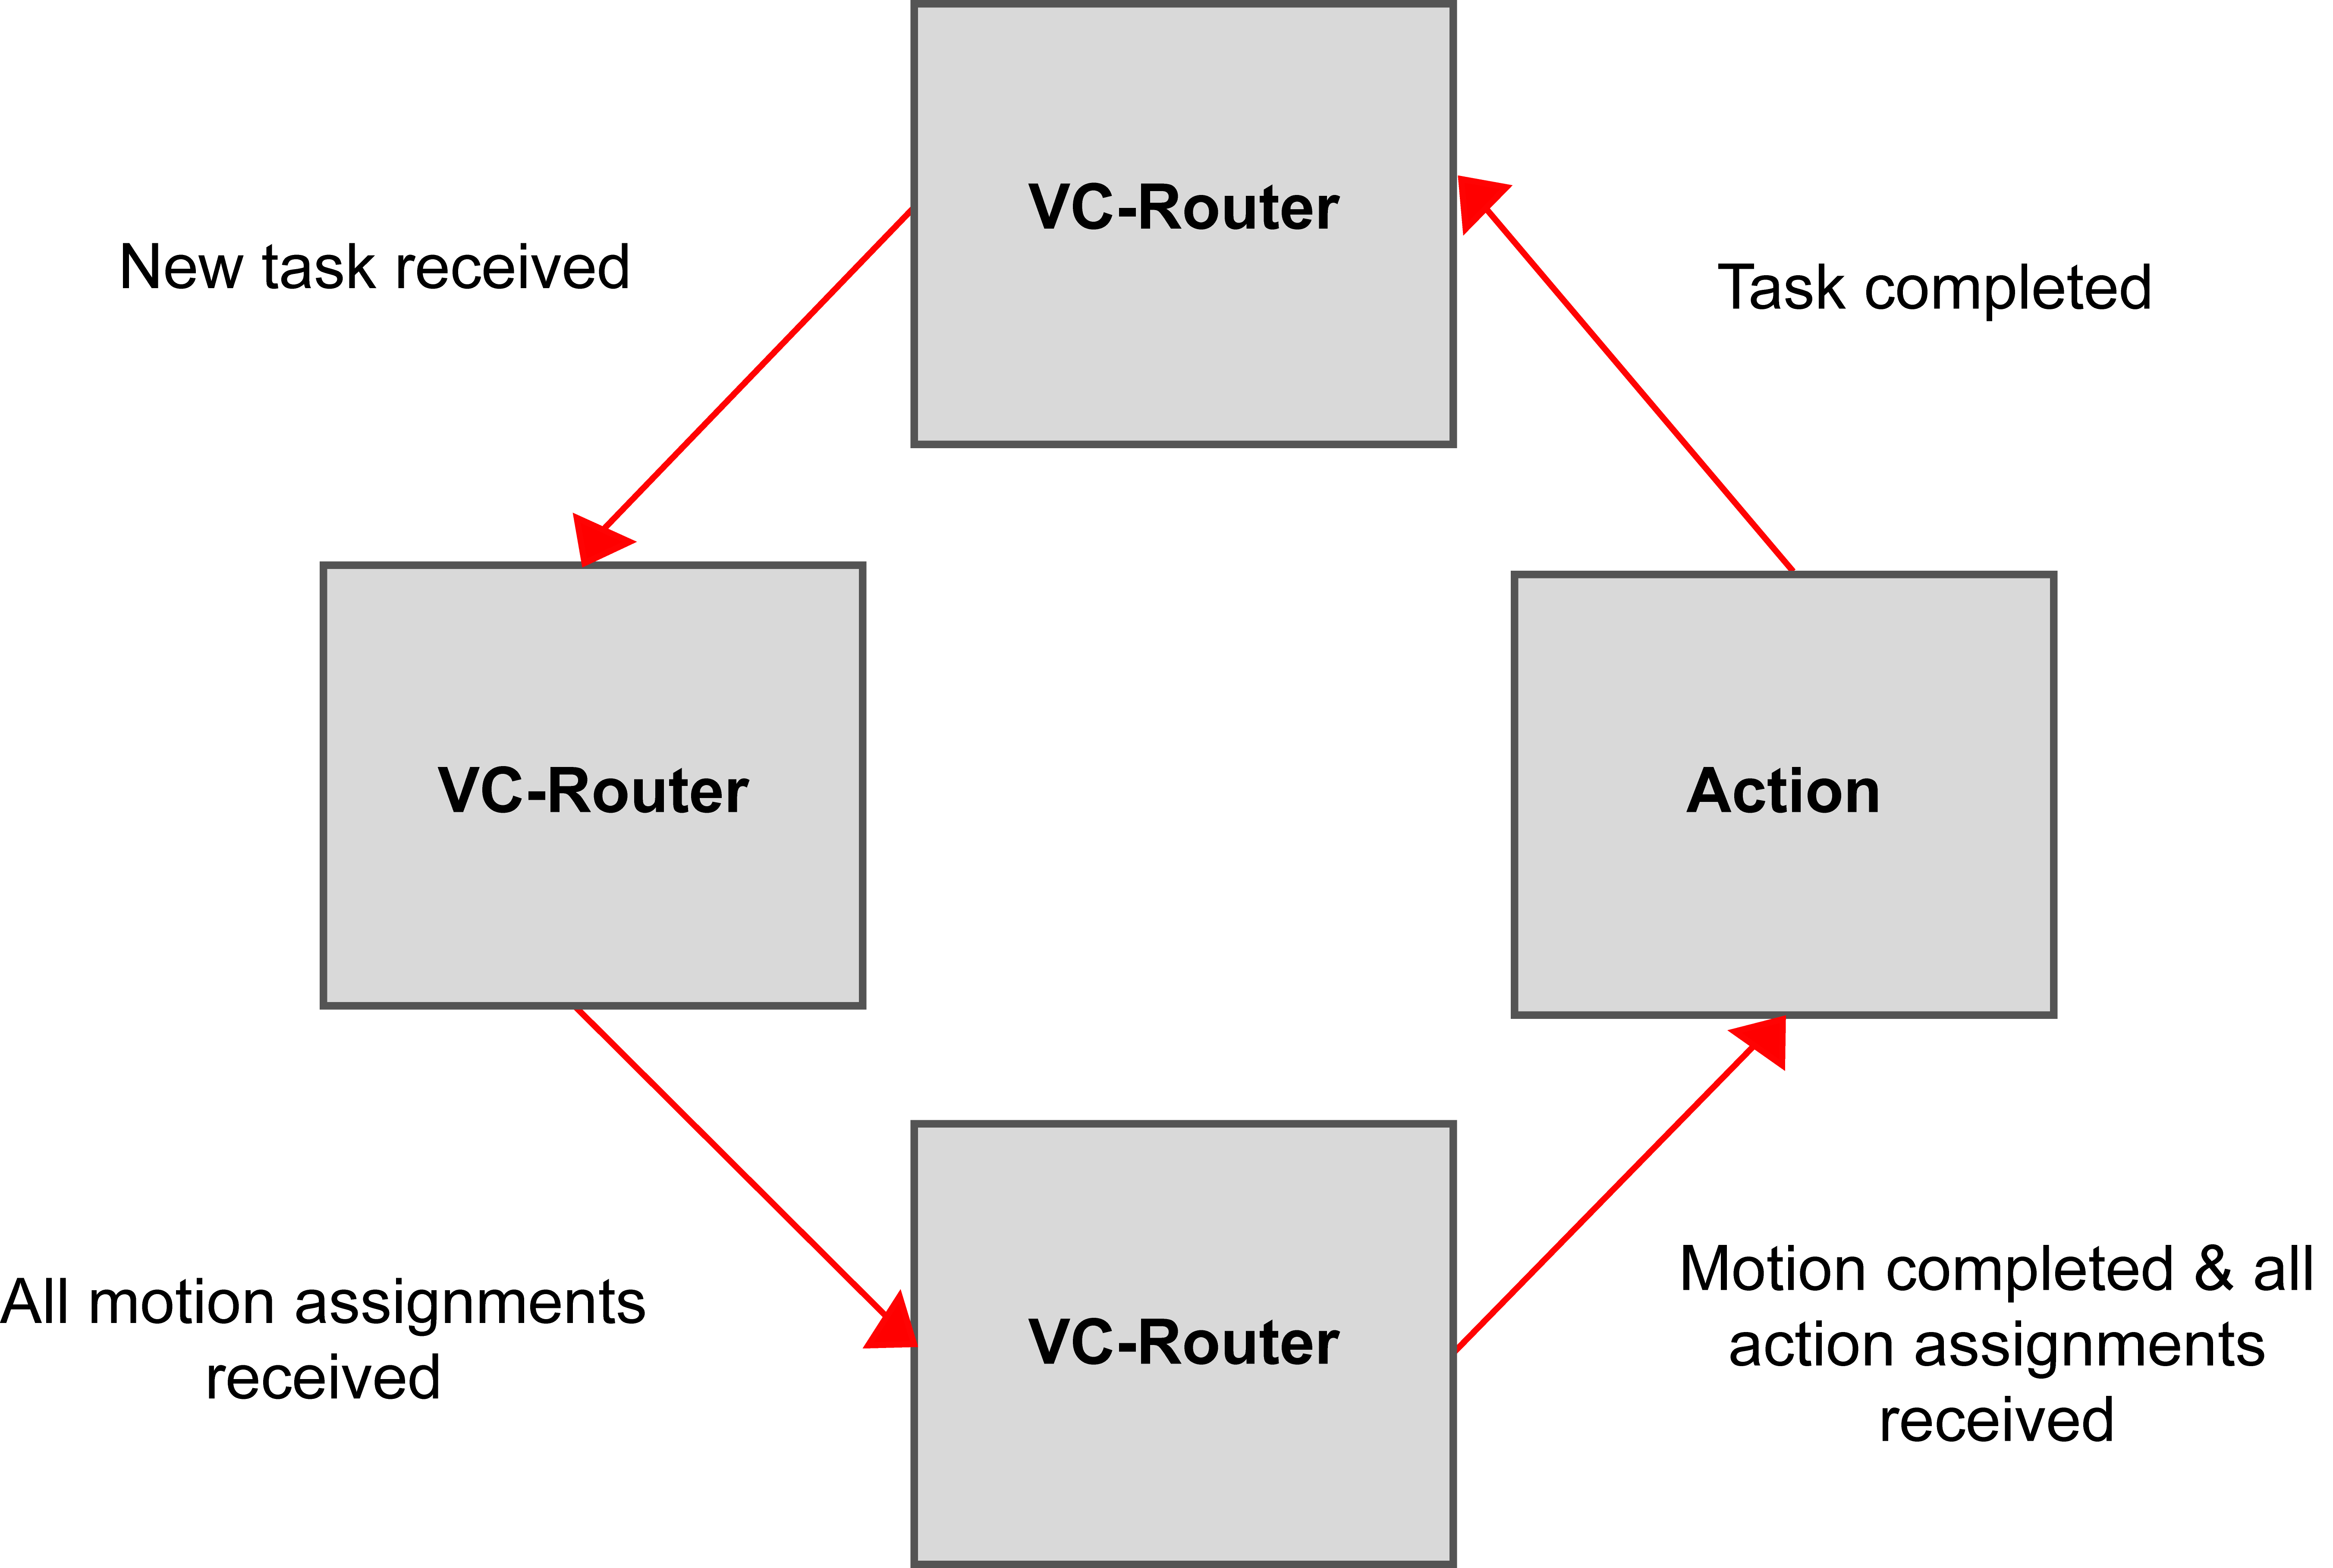 VC-Router
New task received
Task completed
VC-Router
Action
All motion assignments
received
VC-Router
Motion completed & all
action assignments
received